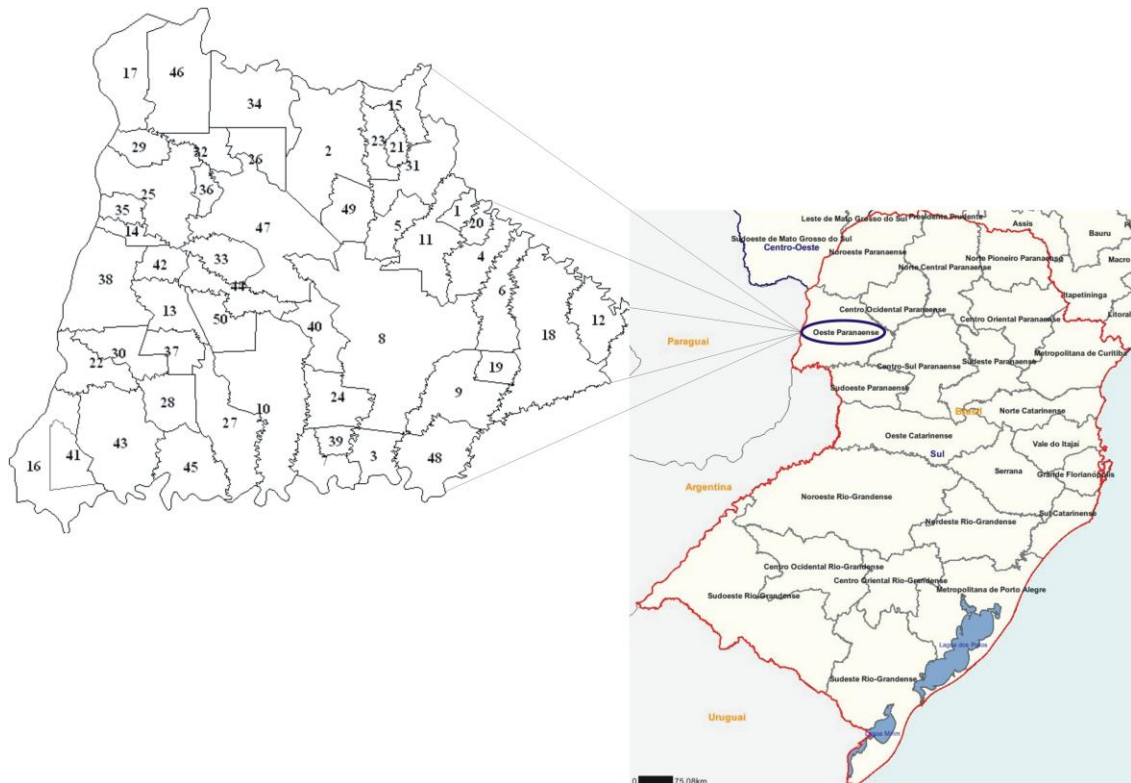 17
46
34
15
29
32
26
2
23
21
31
25
36
35
49
1
20
14
47
5
11
4
38
42
33
6
44
13
50
40
8
18
12
30
37
22
19
9
24
28
10
27
43
39
16
41
45
3
48
Leste de Mato Grosso do Sul
Presidente Prudente
Assis
Sudoeste de Mato Grosso do Sul
Bauru
Centro-Oeste
Noroeste Paranaense
Norte Pioneiro Paranaense
Macro
Norte Central Paranaense
Itapetininga
Centro Ocidental Paranaense
Centro Oriental Paranaense
Litoral
Oeste Paranaense
Paraguai
Centro-Sul Paranaense
Sudeste Paranaense
Metropolitana de Curitiba
Sudoeste Paranaense
Brasil
Norte Catarinense
Oeste Catarinense
Vale do Itajaí
Sul
Serrana
Grande Florianópolis
Argentina
Noroeste Rio-Grandense
Sul Catarinense
Nordeste Rio-Grandense
Centro Ocidental Rio-Grandense
Centro Oriental Rio-Grandense
Metropolitana de Porto Alegre
Sudoeste Rio-Grandense
Lagoa dos Patos
Sudeste Rio-Grandense
Uruguai
Lagoa Mirim
0 75.08km